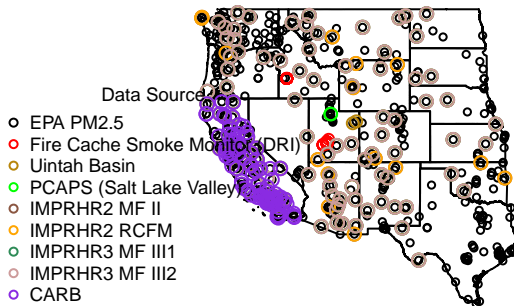 Data Source
EPA PM2.5
Fire Cache Smoke Monitor (DRI)
Uintah Basin
PCAPS (Salt Lake Valley)
IMPRHR2 MF II
IMPRHR2 RCFM
IMPRHR3 MF III1
IMPRHR3 MF III2
CARB